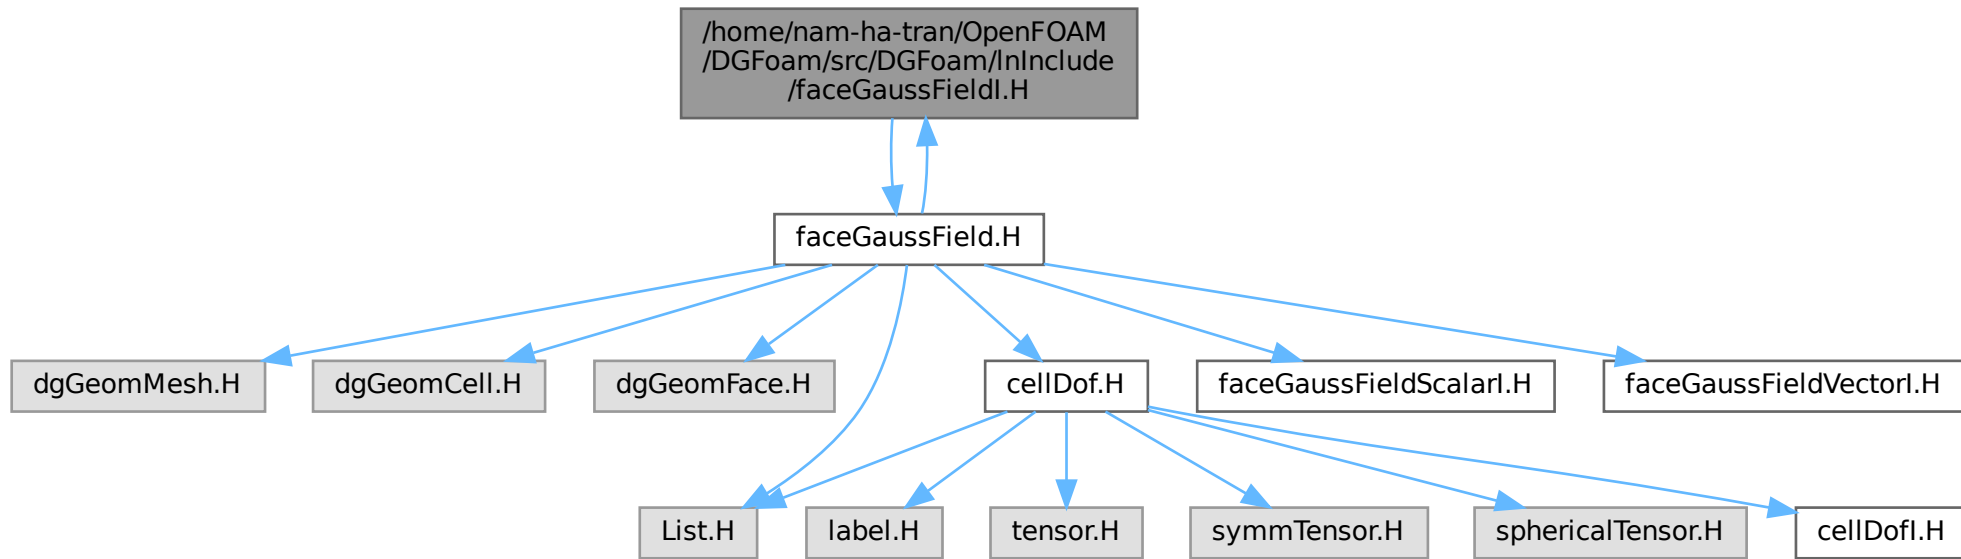 /home/nam-ha-tran/OpenFOAM
/DGFoam/src/DGFoam/lnInclude
/faceGaussFieldI.H
faceGaussField.H
dgGeomMesh.H
dgGeomCell.H
dgGeomFace.H
cellDof.H
faceGaussFieldScalarI.H
faceGaussFieldVectorI.H
List.H
label.H
tensor.H
symmTensor.H
sphericalTensor.H
cellDofI.H